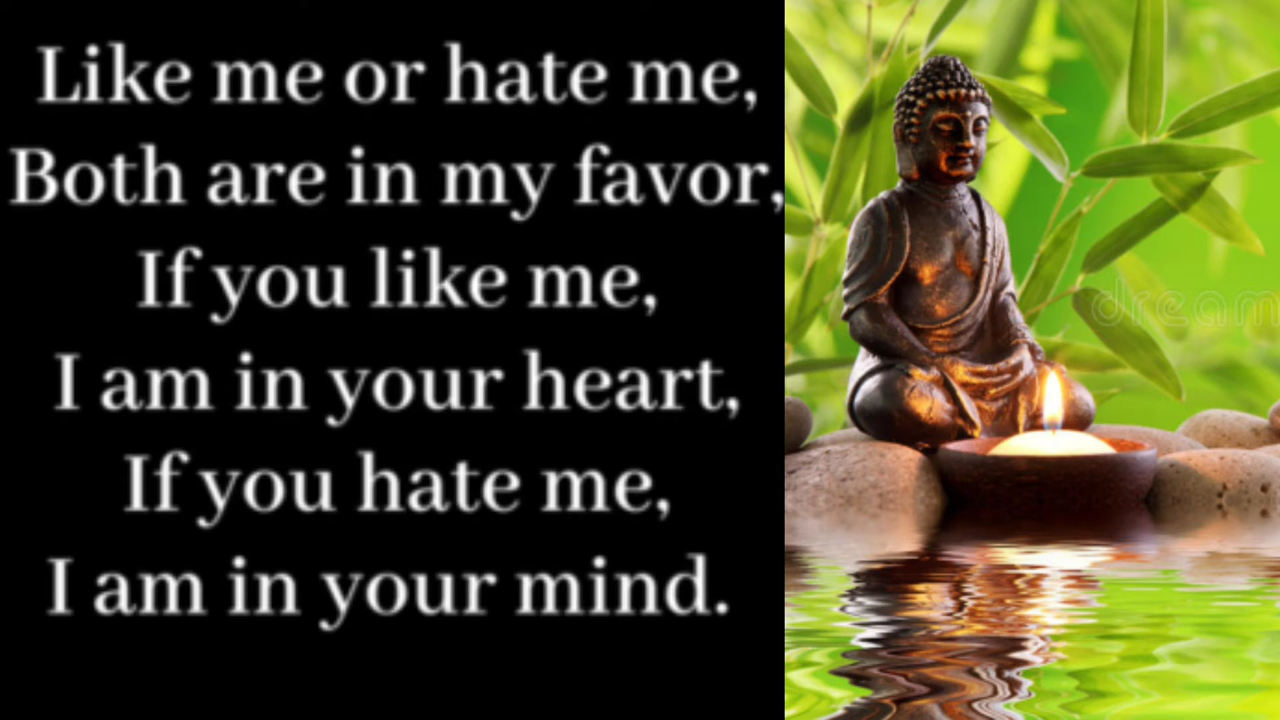 Like me or hate me,
Both are in my favor,
If you like me,
I am in your heart,
If you hate me,
I am in your mind.
dream